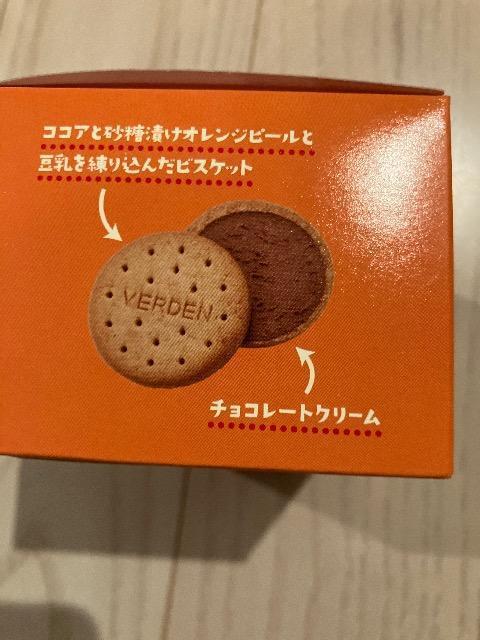 ココアと砂糖漬けオレンジピールと
豆乳を練り込んだビスケット
VERDEN
チョコレートクリーム